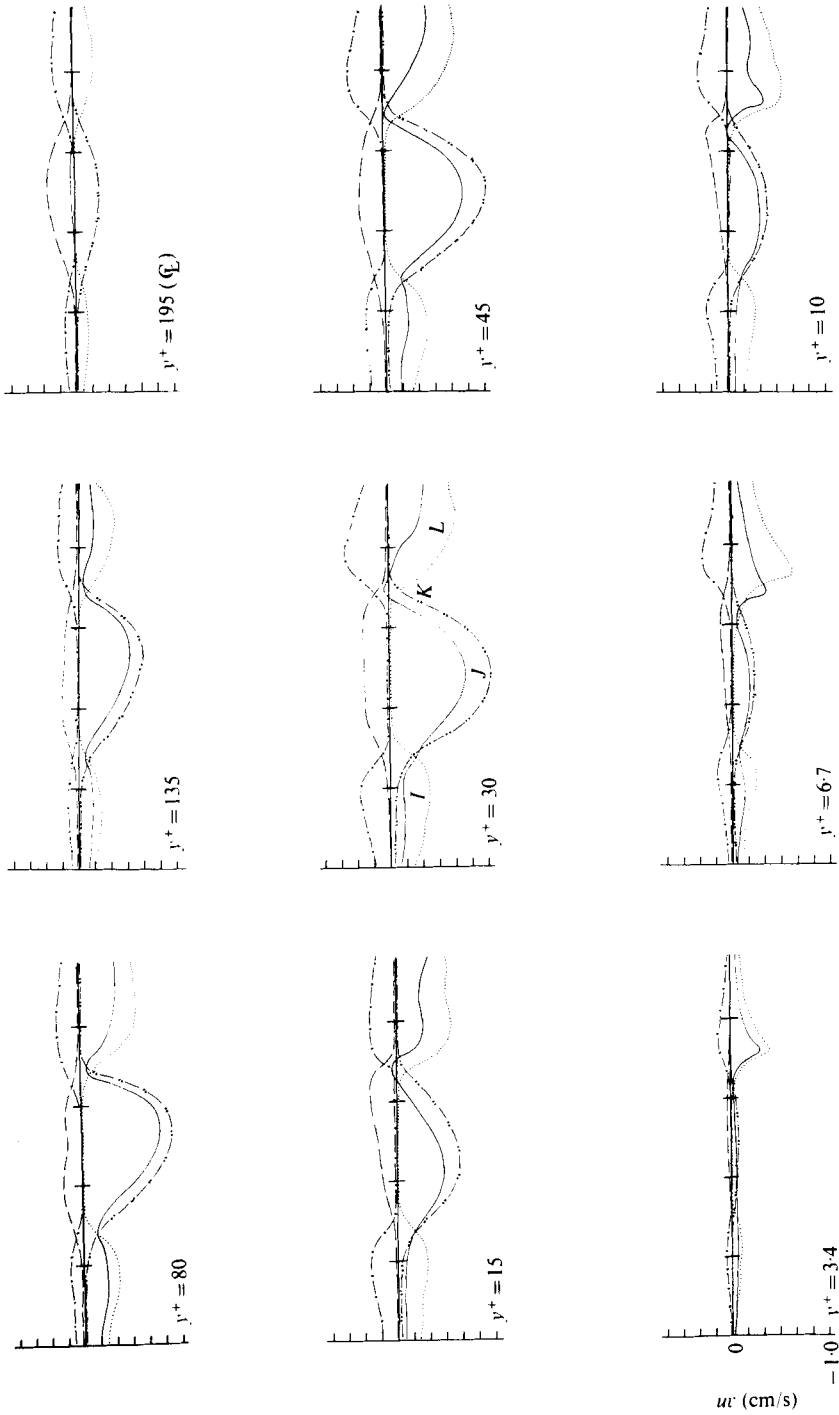 y⁺ = 80
y⁺ = 135
y⁺ = 195 (℄)
y⁺ = 15
y⁺ = 30
I
J
K
L
y⁺ = 45
y⁺ = 3·4
y⁺ = 6·7
y⁺ = 10
0
−1·0
uv (cm/s)